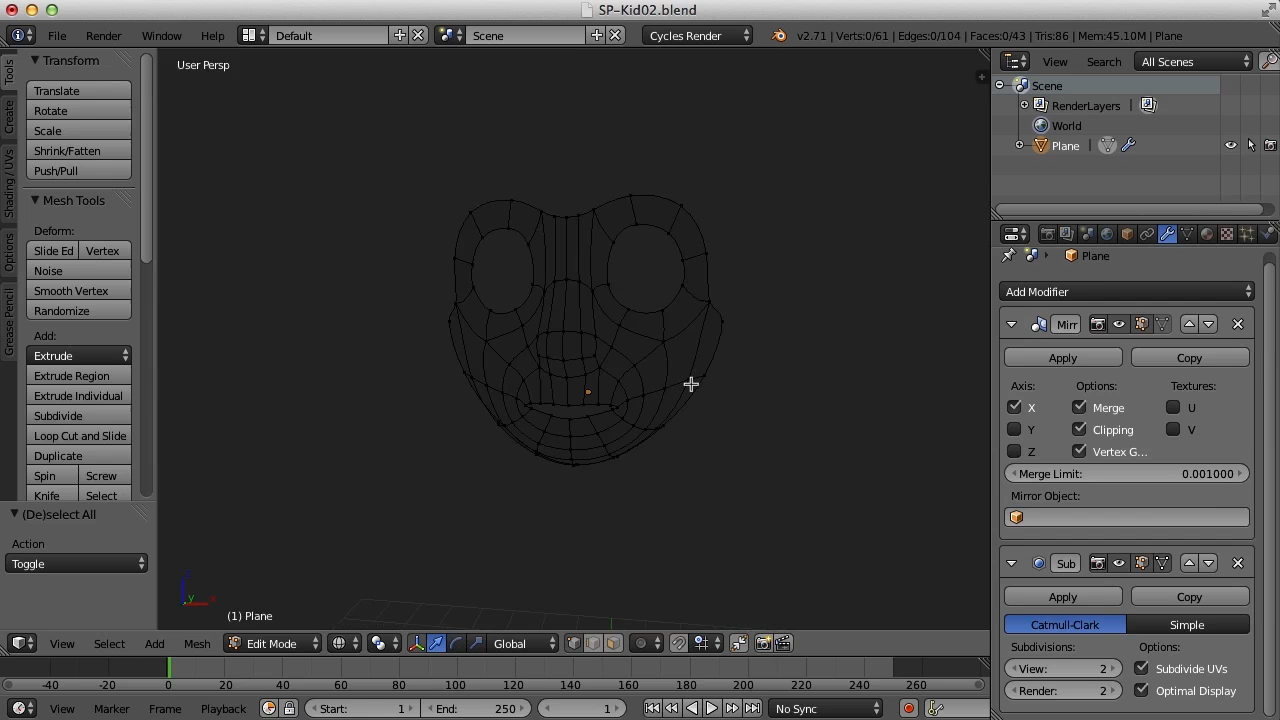 SP-Kid02.blend
File Render Window Help Default Scene Cycles Render v2.71 | Verts:0/61 | Edges:0/104 | Faces:0/43 | Tris:86 | Mem:45.10M | Plane
Tools
Create
Shading / UVs
Options
Grease Pencil
Transform
Translate
Rotate
Scale
Shrink/Fatten
Push/Pull
Mesh Tools
Deform:
Slide Ed Vertex
Noise
Smooth Vertex
Randomize
Add:
Extrude
Extrude Region
Extrude Individual
Subdivide
Loop Cut and Slide
Duplicate
Spin Screw
Knife Select
(De)select All
Action
Toggle
User Persp
(1) Plane
View Select Add Mesh Edit Mode Global
View Search All Scenes
Scene
RenderLayers
World
Plane
Plane
Add Modifier
Mirr
Apply Copy
Axis: Options: Textures:
X Merge U
Y Clipping V
Z Vertex G...
Merge Limit: 0.001000
Mirror Object:
Sub
Apply Copy
Catmull-Clark Simple
Subdivisions: Options:
View: 2 Subdivide UVs
Render: 2 Optimal Display
-40 -20 0 20 40 60 80 100 120 140 160 180 200 220 240 260
View Marker Frame Playback Start: 1 End: 250 1 No Sync